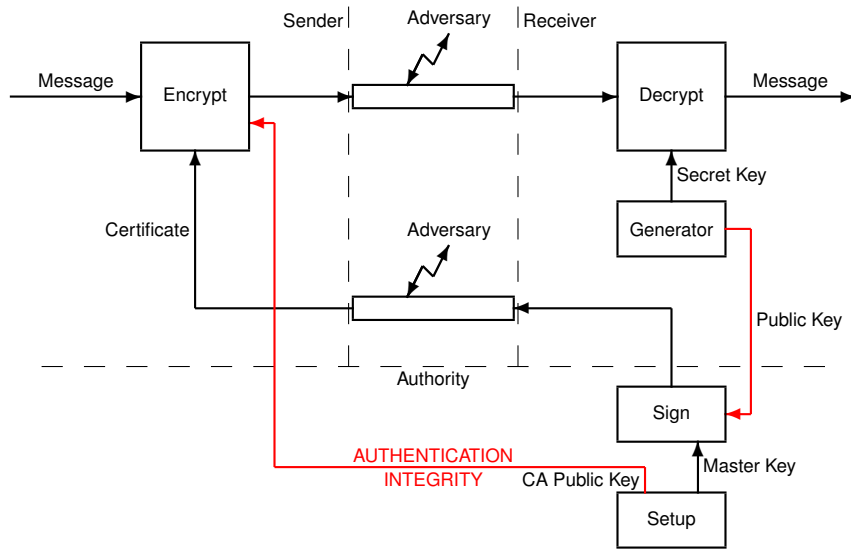 Sender
Adversary
Receiver
Message
Encrypt
Decrypt
Message
Secret Key
Certificate
Adversary
Generator
Public Key
Authority
Sign
AUTHENTICATION
INTEGRITY
CA Public Key
Master Key
Setup